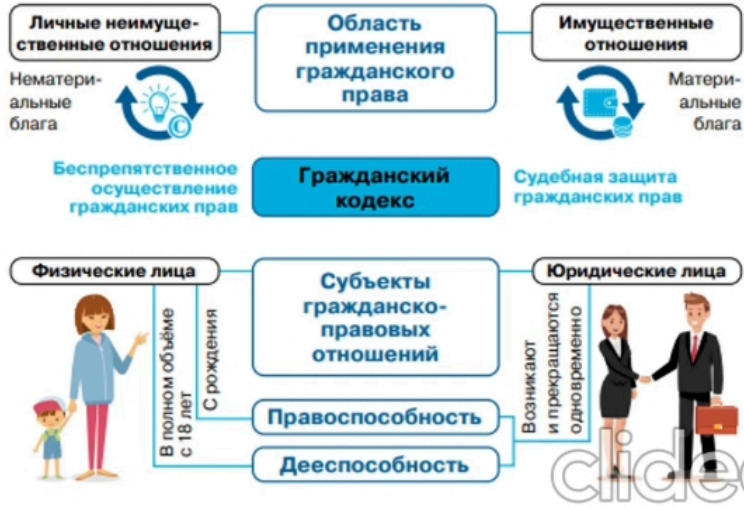 Личные неимуще-
ственные отношения
Область
применения
гражданского
права
Имущественные
отношения
Нематери-
альные
блага
Матери-
альные
блага
Беспрепятственное
осуществление
гражданских прав
Гражданский
кодекс
Судебная защита
гражданских прав
Физические лица
Субъекты
гражданско-
правовых
отношений
Юридические лица
В полном объёме
с 18 лет
С рождения
Возникают
и прекращаются
одновременно
Правоспособность
Дееспособность
clideo